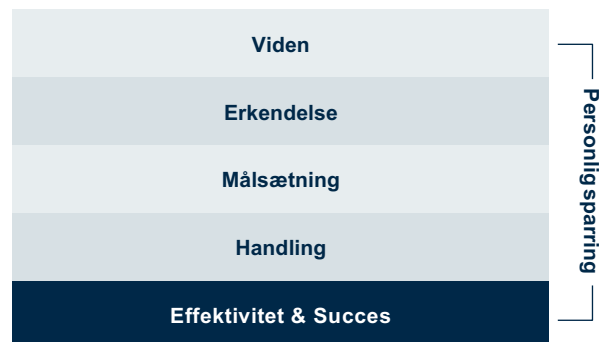 Viden
Erkendelse
Målsætning
Handling
Effektivitet & Succes
Personlig sparring